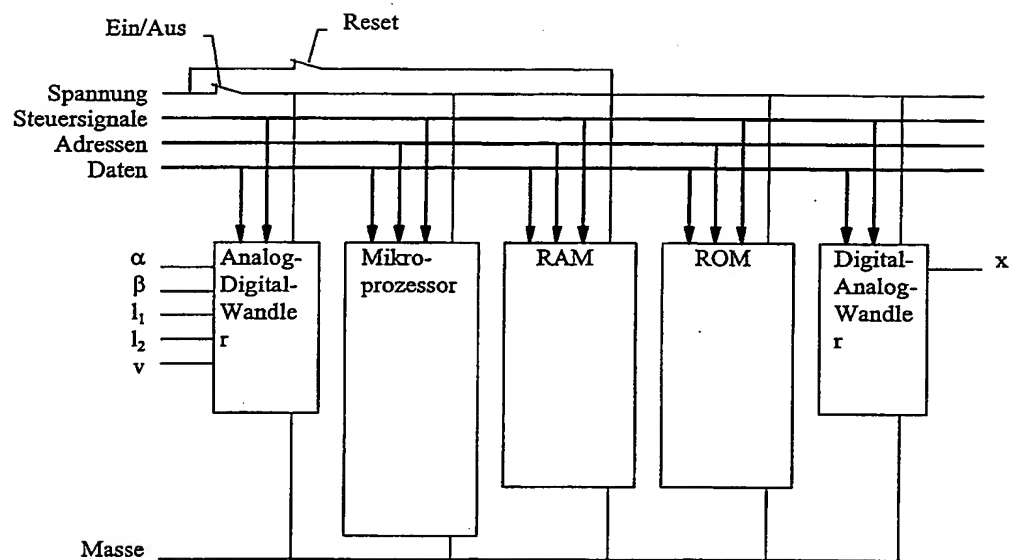 Ein/Aus
Reset
Spannung
Steuersignale
Adressen
Daten
α
β
l₁
l₂
v
Analog-
Digital-
Wandle
r
Mikro-
prozessor
RAM
ROM
Digital-
Analog-
Wandle
r
x
Masse